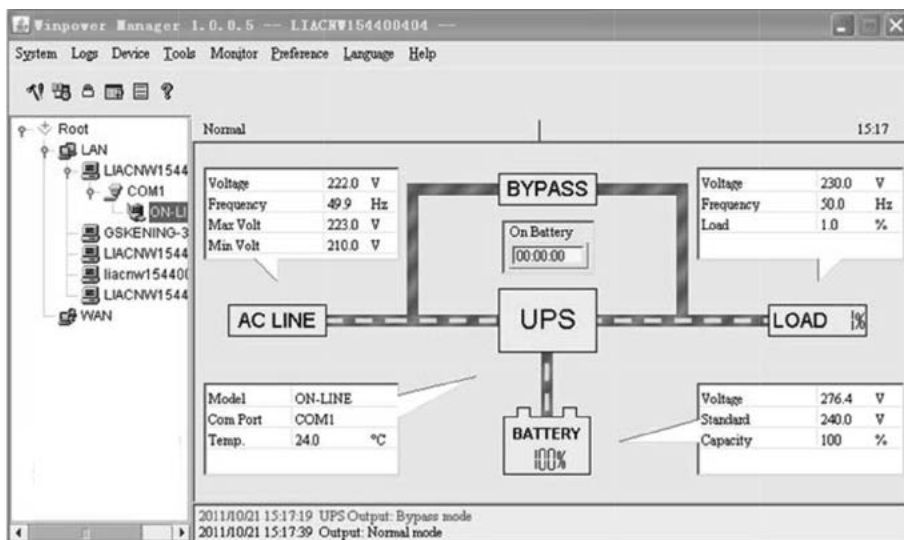 Winpower Manager 1.0.0.5 -- LIACNW154400404 --
System Logs Device Tools Monitor Preference Language Help
Root
LAN
LIACNW1544
COM1
ON-LI
GSKENING-3
LIACNW1544
liacnw154400
LIACNW1544
WAN
Normal 15:17
Voltage 222.0 V
Frequency 49.9 Hz
Max Volt 223.0 V
Min Volt 210.0 V
BYPASS
On Battery
00:00:00
Voltage 230.0 V
Frequency 50.0 Hz
Load 1.0 %
AC LINE
UPS
LOAD 1%
Model ON-LINE
Com Port COM1
Temp. 24.0 °C
BATTERY
100%
Voltage 276.4 V
Standard 240.0 V
Capacity 100 %
2011/10/21 15:17:19 UPS Output: Bypass mode
2011/10/21 15:17:39 Output: Normal mode